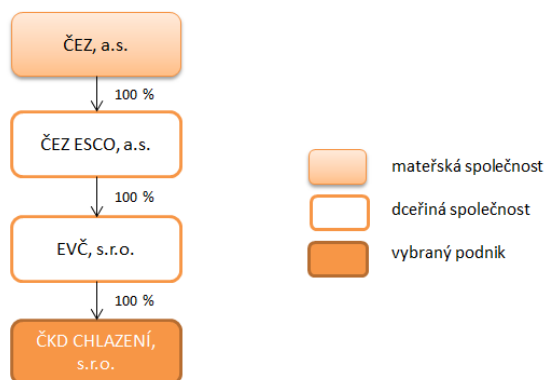 ČEZ, a.s.
100 %
ČEZ ESCO, a.s.
100 %
EVČ, s.r.o.
100 %
ČKD CHLAZENÍ,
s.r.o.
mateřská společnost
dceřiná společnost
vybraný podnik